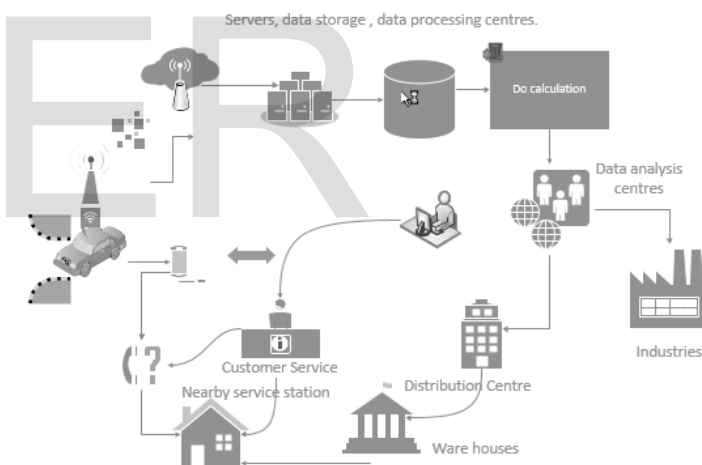 Servers, data storage , data processing centres.
ER
Do calculation
Data analysis
centres
Industries
Customer Service
Nearby service station
Distribution Centre
Ware houses
?
i